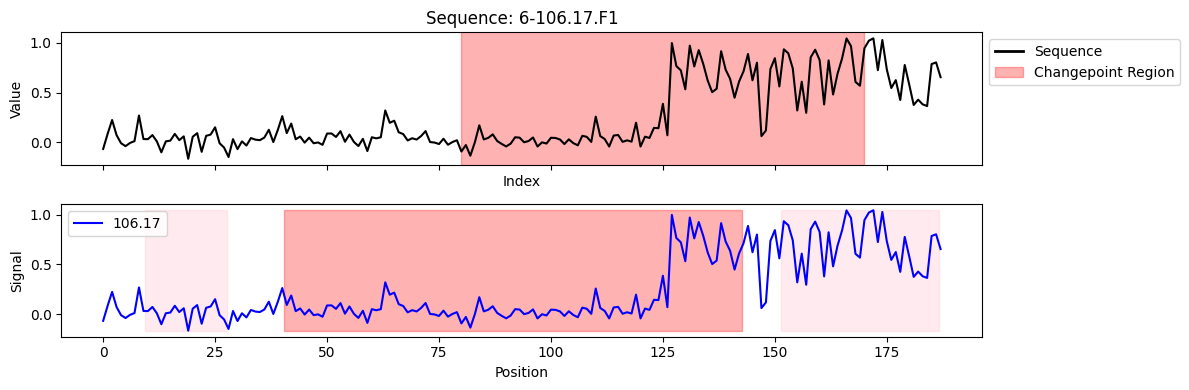 Sequence: 6-106.17.F1
1.0
0.5
0.0
Value
Index
Sequence
Changepoint Region
1.0
0.5
0.0
Signal
106.17
0 25 50 75 100 125 150 175
Position